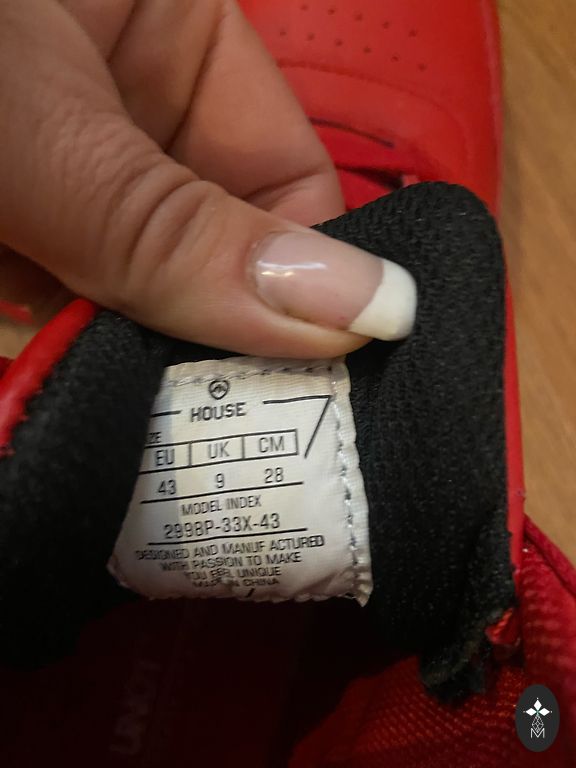 HOUSE
ZE
EU UK CM
43 9 28
MODEL INDEX
2998P-33X-43
DESIGNED AND MANUF ACTURED
WITH PASSION TO MAKE
YOU FEEL UNIQUE
MADE IN CHINA
M